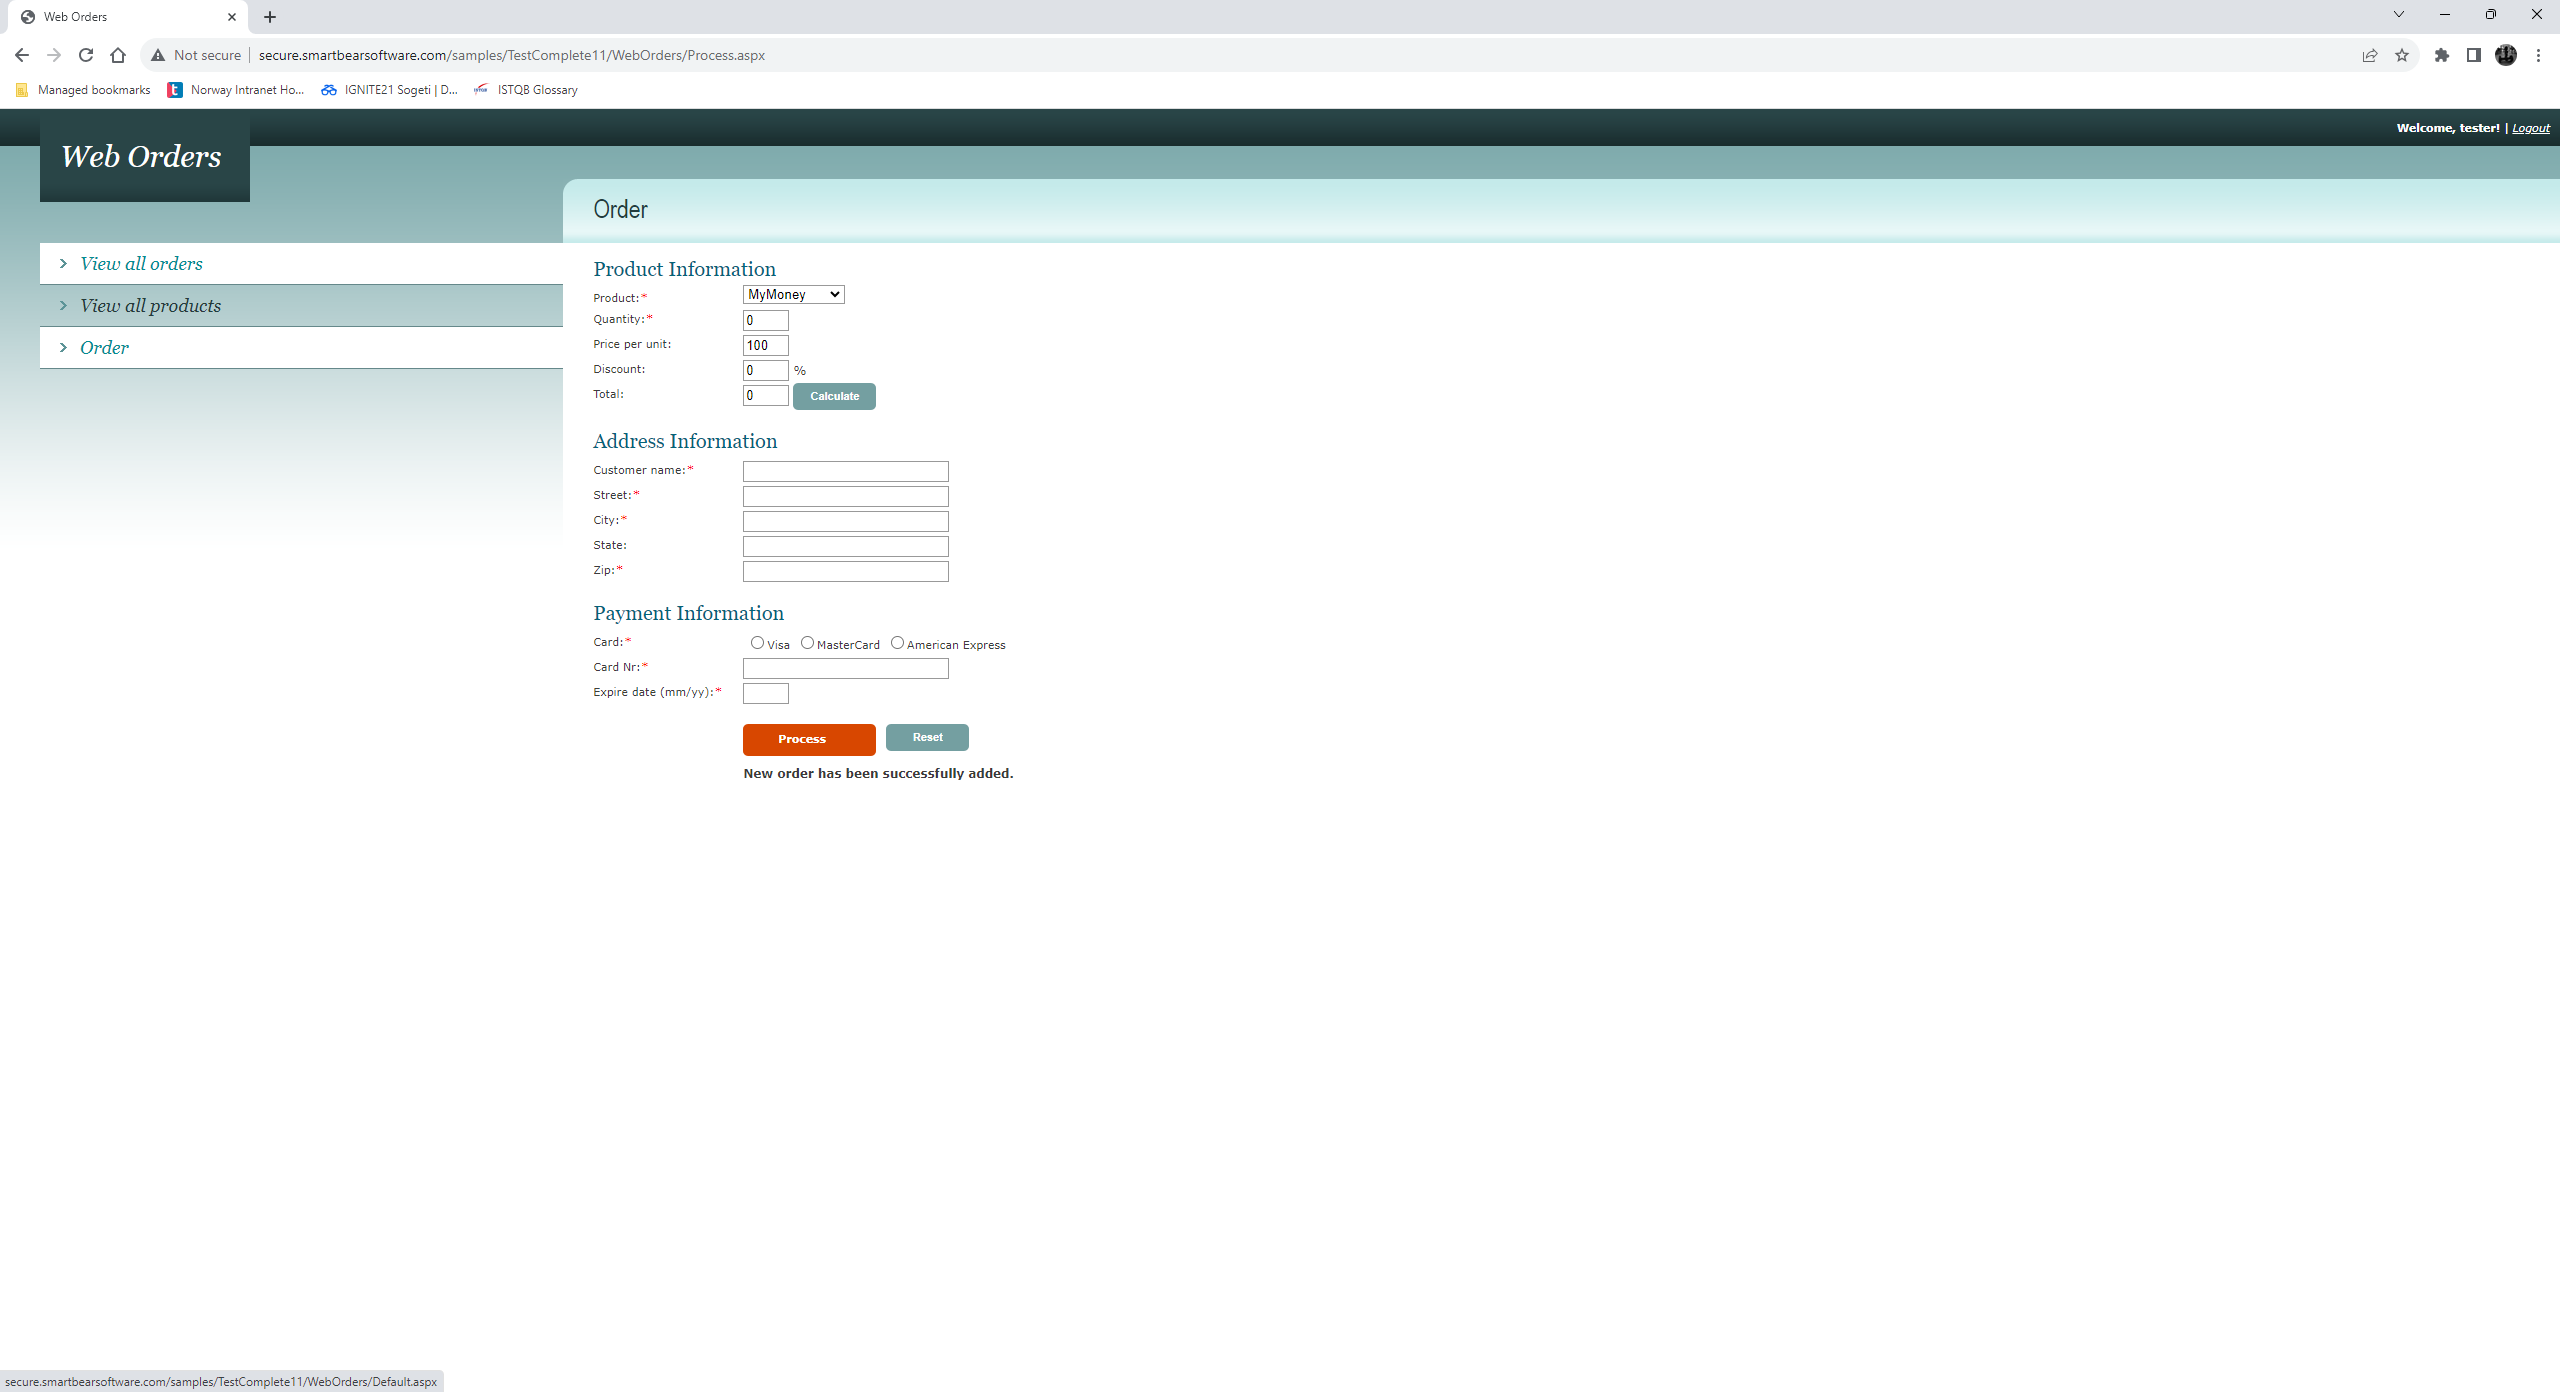 Web Orders
Not secure | secure.smartbearsoftware.com/samples/TestComplete11/WebOrders/Process.aspx
Managed bookmarks Norway Intranet Ho... IGNITE21 Sogeti | D... ISTQB Glossary
Welcome, tester! | Logout
Web Orders
Order
View all orders
View all products
Order
Product Information
Product:* MyMoney
Quantity:* 0
Price per unit: 100
Discount: 0 %
Total: 0 Calculate
Address Information
Customer name:*
Street:*
City:*
State:
Zip:*
Payment Information
Card:* Visa MasterCard American Express
Card Nr:*
Expire date (mm/yy):*
Process Reset
New order has been successfully added.
secure.smartbearsoftware.com/samples/TestComplete11/WebOrders/Default.aspx